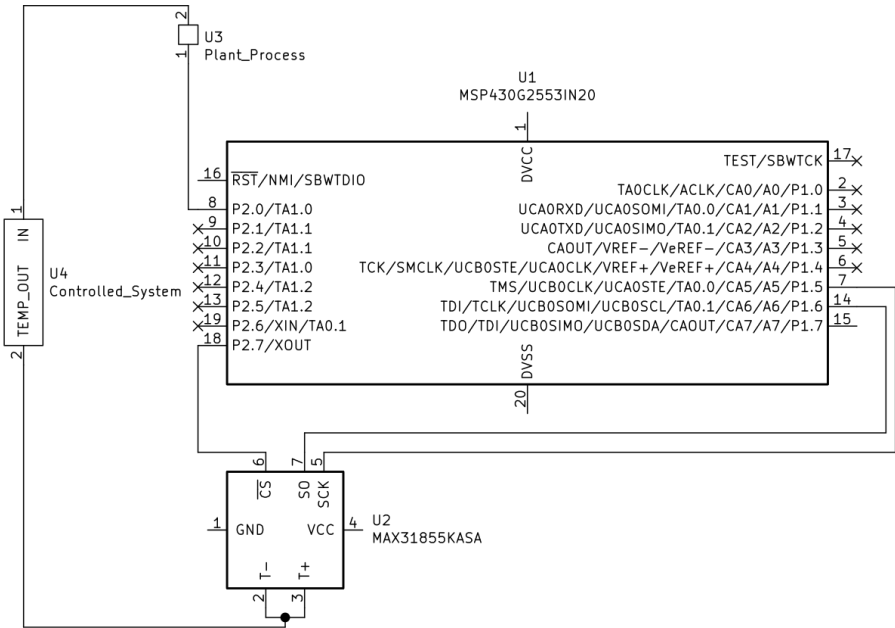 2
U3
1
Plant_Process
U1
MSP430G2553IN20
1
DVCC
TEST/SBWTCK 17
16 RST/NMI/SBWTDIO
TA0CLK/ACLK/CA0/A0/P1.0 2
8 P2.0/TA1.0
UCA0RXD/UCA0SOMI/TA0.0/CA1/A1/P1.1 3
9 P2.1/TA1.1
UCA0TXD/UCA0SIMO/TA0.1/CA2/A2/P1.2 4
10 P2.2/TA1.1
CAOUT/VREF-/VeREF-/CA3/A3/P1.3 5
11 P2.3/TA1.0
TCK/SMCLK/UCB0STE/UCA0CLK/VREF+/VeREF+/CA4/A4/P1.4 6
12 P2.4/TA1.2
TMS/UCB0CLK/UCA0STE/TA0.0/CA5/A5/P1.5 7
13 P2.5/TA1.2
TDI/TCLK/UCB0SOMI/UCB0SCL/TA0.1/CA6/A6/P1.6 14
19 P2.6/XIN/TA0.1
TDO/TDI/UCB0SIMO/UCB0SDA/CAOUT/CA7/A7/P1.7 15
18 P2.7/XOUT
DVSS
20
1
IN
U4
Controlled_System
TEMP_OUT
2
6
7
5
CS
SO
SCK
1 GND
VCC 4
U2
MAX31855KASA
T-
T+
2
3